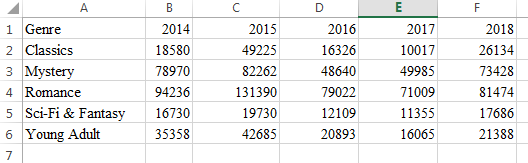 A B C D E F
1 Genre 2014 2015 2016 2017 2018
2 Classics 18580 49225 16326 10017 26134
3 Mystery 78970 82262 48640 49985 73428
4 Romance 94236 131390 79022 71009 81474
5 Sci-Fi & Fantasy 16730 19730 12109 11355 17686
6 Young Adult 35358 42685 20893 16065 21388
7